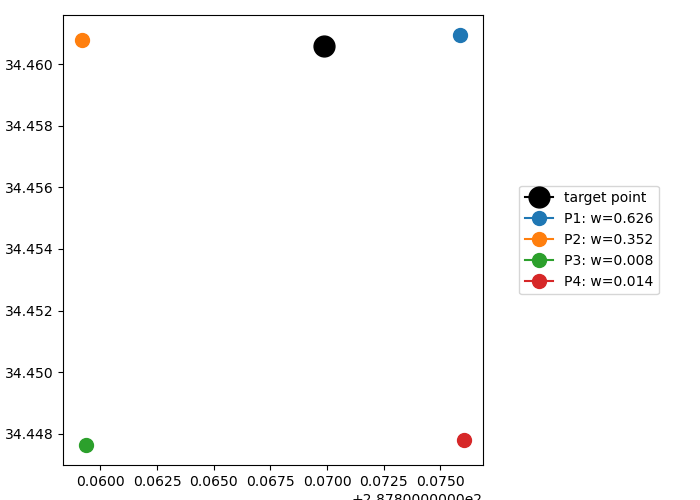 34.460
34.458
34.456
34.454
34.452
34.450
34.448
0.0600 0.0625 0.0650 0.0675 0.0700 0.0725 0.0750
+2.8780000000e2
target point
P1: w=0.626
P2: w=0.352
P3: w=0.008
P4: w=0.014